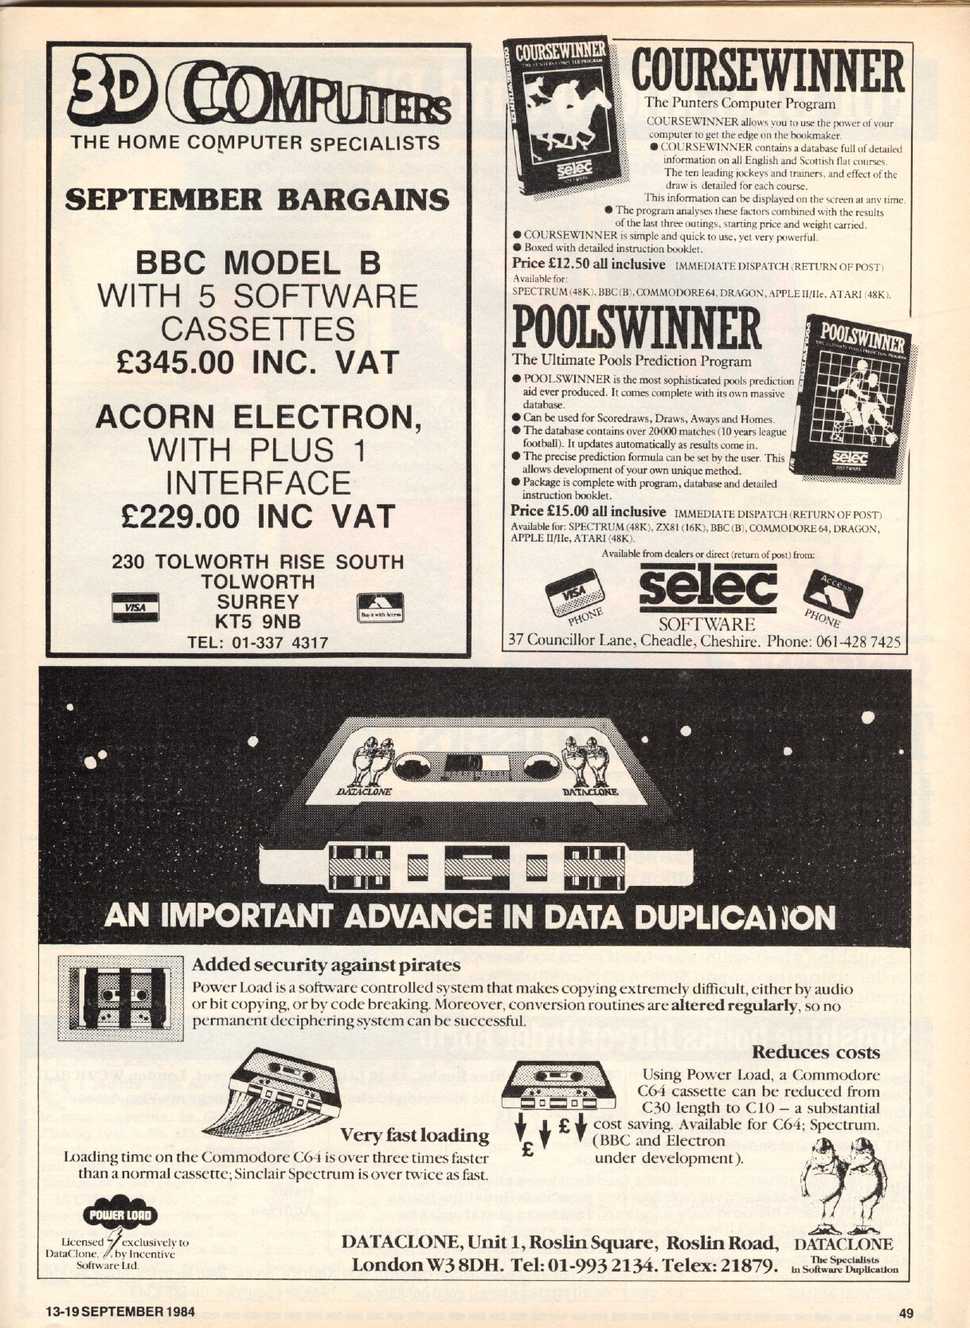 3D COMPUTERS
THE HOME COMPUTER SPECIALISTS
SEPTEMBER BARGAINS
BBC MODEL B
WITH 5 SOFTWARE
CASSETTES
£345.00 INC. VAT
ACORN ELECTRON,
WITH PLUS 1
INTERFACE
£229.00 INC VAT
230 TOLWORTH RISE SOUTH
TOLWORTH
SURREY
KT5 9NB
TEL: 01-337 4317
VISA
Buy it with Access
COURSEWINNER
THE PUNTERS COMPUTER PROGRAM
selec
SOFTWARE
COURSEWINNER
The Punters Computer Program
COURSEWINNER allows you to use the power of your
computer to get the edge on the bookmaker.
● COURSEWINNER contains a database full of detailed
information on all English and Scottish flat courses.
The ten leading jockeys and trainers, and effect of the
draw is detailed for each course.
This information can be displayed on the screen at any time.
● The program analyses these factors combined with the results
of the last three outings, starting price and weight carried.
● COURSEWINNER is simple and quick to use, yet very powerful.
● Boxed with detailed instruction booklet.
Price £12.50 all inclusive IMMEDIATE DISPATCH (RETURN OF POST)
Available for:
SPECTRUM (48K), BBC (B), COMMODORE 64, DRAGON, APPLE II/IIe, ATARI (48K).
POOLSWINNER
The Ultimate Pools Prediction Program
● POOLSWINNER is the most sophisticated pools prediction
aid ever produced. It comes complete with its own massive
database.
● Can be used for Scoredraws, Draws, Aways and Homes.
● The database contains over 20000 matches (10 years league
football). It updates automatically as results come in.
● The precise prediction formula can be set by the user. This
allows development of your own unique method.
● Package is complete with program, database and detailed
instruction booklet.
POOLSWINNER
THE ULTIMATE POOLS PREDICTION PROGRAM
selec
SOFTWARE
Price £15.00 all inclusive IMMEDIATE DISPATCH (RETURN OF POST)
Available for: SPECTRUM (48K), ZX81 (16K), BBC (B), COMMODORE 64, DRAGON,
APPLE II/IIe, ATARI (48K).
Available from dealers or direct (return of post) from:
VISA
PHONE
selec
SOFTWARE
Access
PHONE
37 Councillor Lane, Cheadle, Cheshire. Phone: 061-428 7425
DATACLONE
DATACLONE
AN IMPORTANT ADVANCE IN DATA DUPLICATION
Added security against pirates
Power Load is a software controlled system that makes copying extremely difficult, either by audio
or bit copying, or by code breaking. Moreover, conversion routines are altered regularly, so no
permanent deciphering system can be successful.
Very fast loading
Loading time on the Commodore C64 is over three times faster
than a normal cassette; Sinclair Spectrum is over twice as fast.
£
£
Reduces costs
Using Power Load, a Commodore
C64 cassette can be reduced from
C30 length to C10 – a substantial
cost saving. Available for C64; Spectrum.
(BBC and Electron
under development).
POWER LOAD
Licensed exclusively to
DataClone, by Incentive
Software Ltd.
DATACLONE, Unit 1, Roslin Square, Roslin Road,
London W3 8DH. Tel: 01-993 2134. Telex: 21879.
DATACLONE
The Specialists
in Software Duplication
13-19 SEPTEMBER 1984
49